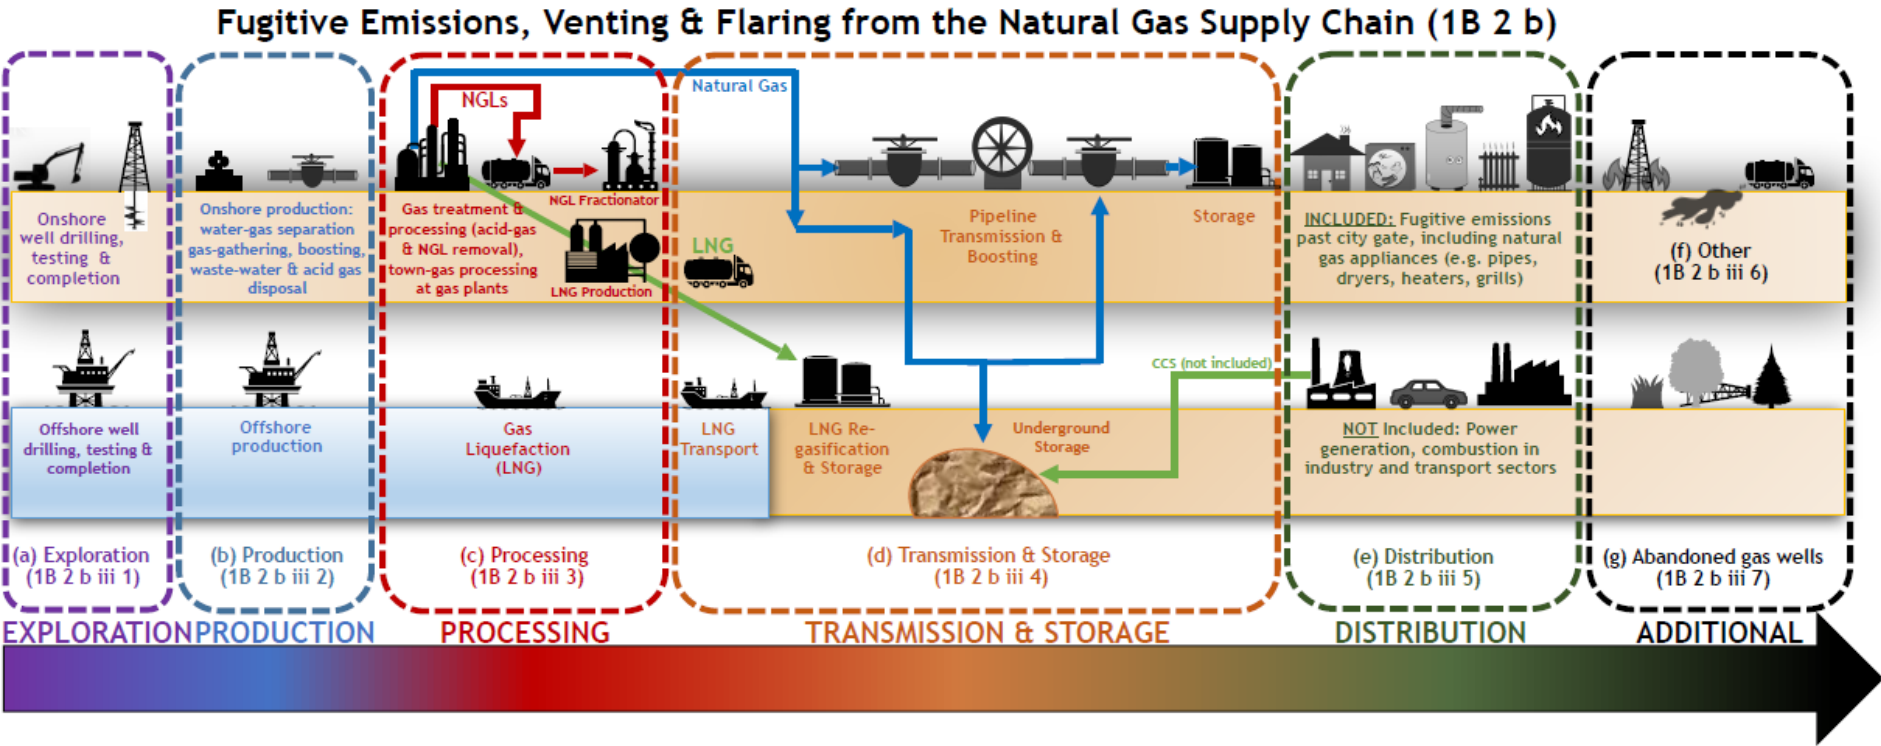 Fugitive Emissions, Venting & Flaring from the Natural Gas Supply Chain (1B 2 b)
Onshore
well drilling,
testing &
completion
Offshore well
drilling, testing &
completion
(a) Exploration
(1B 2 b iii 1)
Onshore production:
water-gas separation
gas-gathering, boosting,
waste-water & acid gas
disposal
Offshore
production
(b) Production
(1B 2 b iii 2)
NGLs
NGL Fractionator
Gas treatment &
processing (acid-gas
& NGL removal),
town-gas processing
at gas plants
LNG Production
Gas
Liquefaction
(LNG)
(c) Processing
(1B 2 b iii 3)
Natural Gas
Pipeline
Transmission &
Boosting
Storage
LNG
CCS (not included)
LNG
Transport
LNG Re-
gasification
& Storage
Underground
Storage
(d) Transmission & Storage
(1B 2 b iii 4)
INCLUDED: Fugitive emissions
past city gate, including natural
gas appliances (e.g. pipes,
dryers, heaters, grills)
NOT Included: Power
generation, combustion in
industry and transport sectors
(e) Distribution
(1B 2 b iii 5)
(f) Other
(1B 2 b iii 6)
(g) Abandoned gas wells
(1B 2 b iii 7)
EXPLORATION
PRODUCTION
PROCESSING
TRANSMISSION & STORAGE
DISTRIBUTION
ADDITIONAL